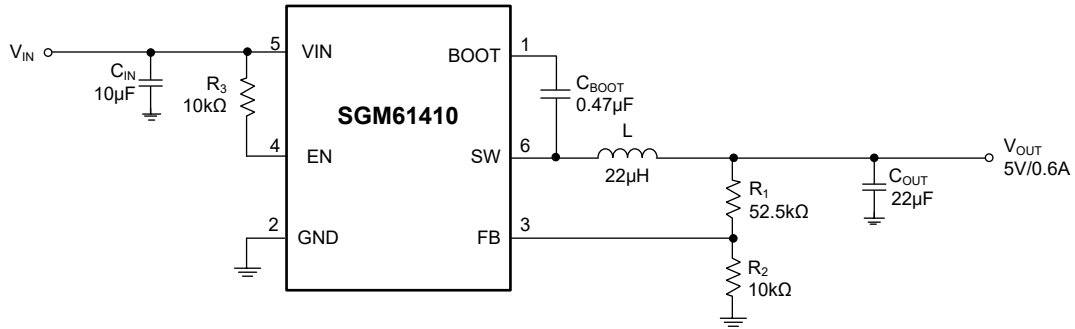 VIN
CIN
10µF
R3
10kΩ
5
VIN
4
EN
2
GND
SGM61410
BOOT
1
SW
6
FB
3
CBOOT
0.47µF
L
22µH
R1
52.5kΩ
R2
10kΩ
COUT
22µF
VOUT
5V/0.6A